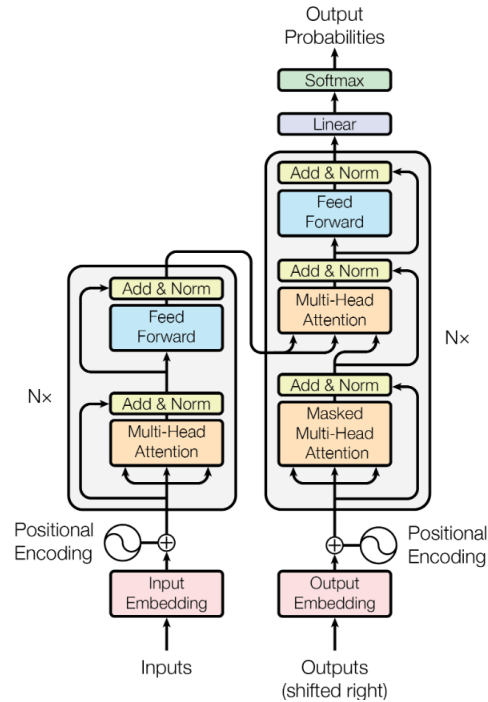 Output
Probabilities
Softmax
Linear
Add & Norm
Feed
Forward
Add & Norm
Multi-Head
Attention
Add & Norm
Masked
Multi-Head
Attention
N×
Positional
Encoding
Output
Embedding
Outputs
(shifted right)
Add & Norm
Feed
Forward
Add & Norm
Multi-Head
Attention
N×
Positional
Encoding
Input
Embedding
Inputs